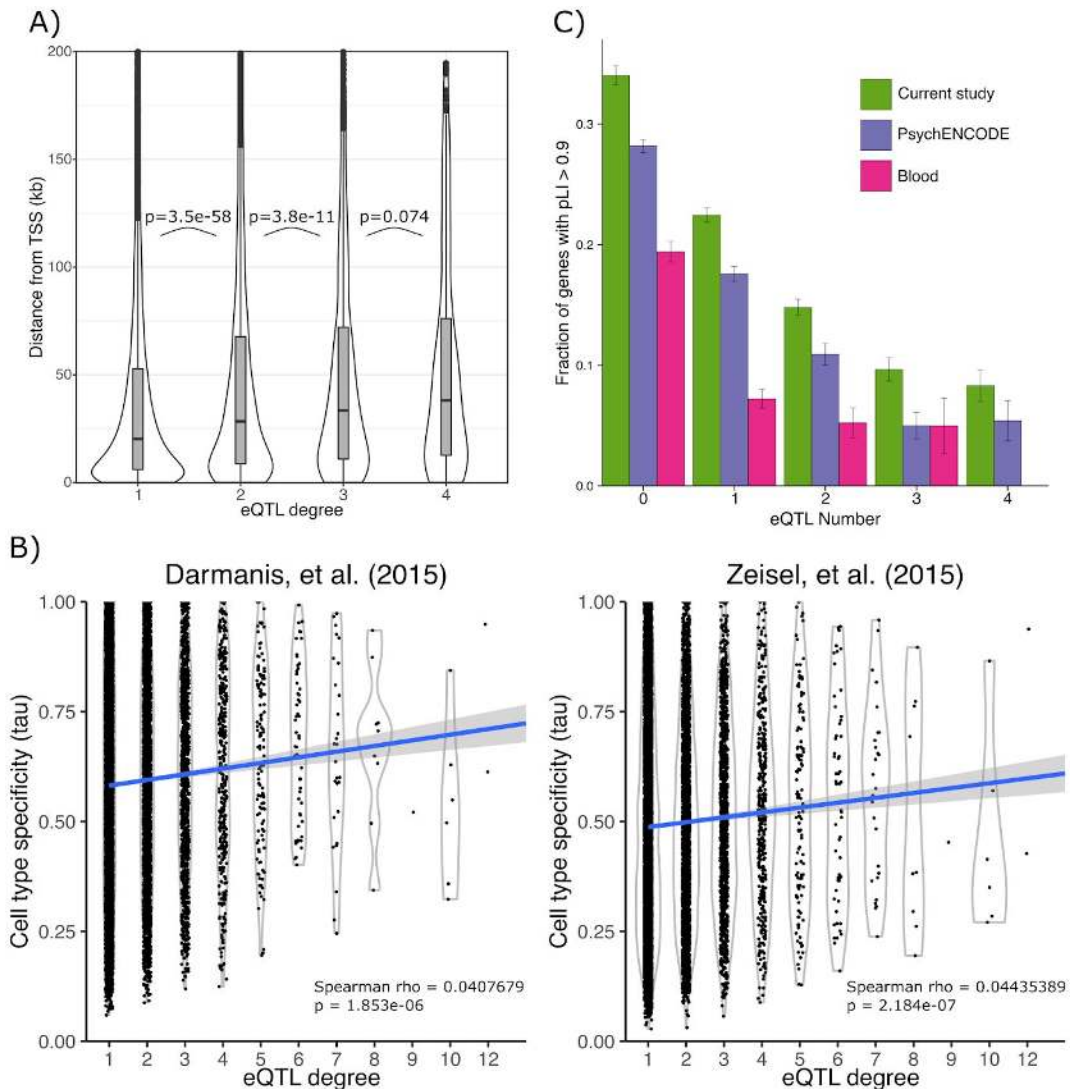 A)
Distance from TSS (kb)
200
150
100
50
0
p=3.5e-58
p=3.8e-11
p=0.074
1 2 3 4
eQTL degree
C)
Fraction of genes with pLI > 0.9
0.3
0.2
0.1
0.0
Current study
PsychENCODE
Blood
0 1 2 3 4
eQTL Number
B)
Darmanis, et al. (2015)
Cell type specificity (tau)
1.00
0.75
0.50
0.25
0.00
Spearman rho = 0.0407679
p = 1.853e-06
1 2 3 4 5 6 7 8 9 10 12
eQTL degree
Zeisel, et al. (2015)
Cell type specificity (tau)
1.00
0.75
0.50
0.25
0.00
Spearman rho = 0.04435389
p = 2.184e-07
1 2 3 4 5 6 7 8 9 10 12
eQTL degree